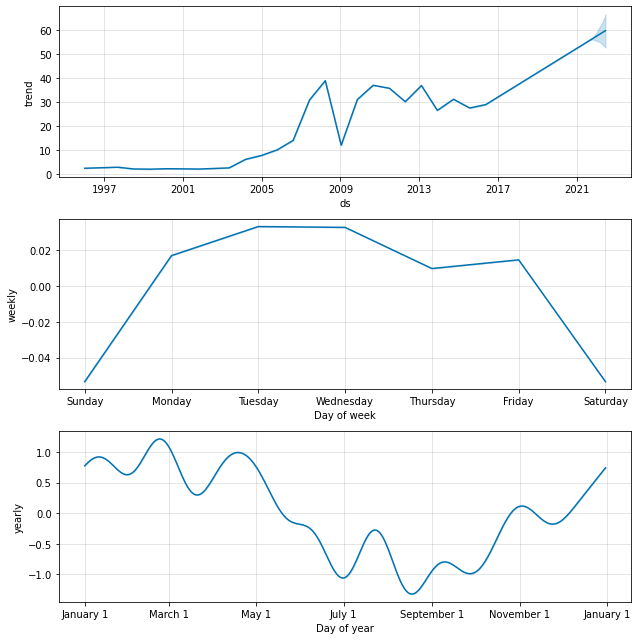 60
50
40
30
20
10
0
trend
1997 2001 2005 2009 2013 2017 2021
ds
0.02
0.00
−0.02
−0.04
weekly
Sunday Monday Tuesday Wednesday Thursday Friday Saturday
Day of week
1.0
0.5
0.0
−0.5
−1.0
yearly
January 1 March 1 May 1 July 1 September 1 November 1 January 1
Day of year